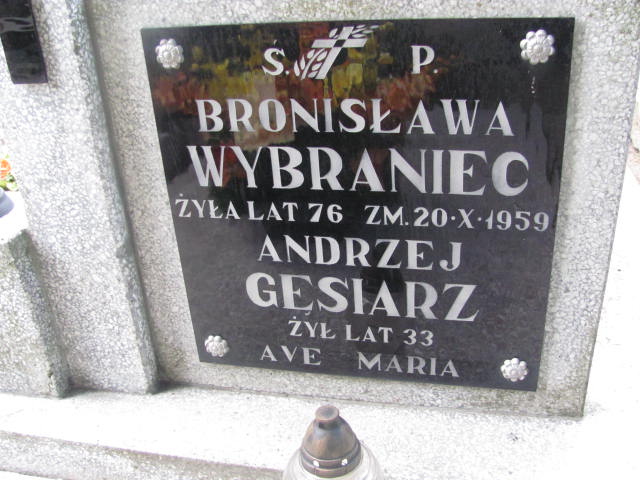 Ś. P.
BRONISŁAWA
WYBRANIEC
ŻYŁA LAT 76 ZM. 20·X·1959
ANDRZEJ
GĘSIARZ
ŻYŁ LAT 33
AVE MARIA